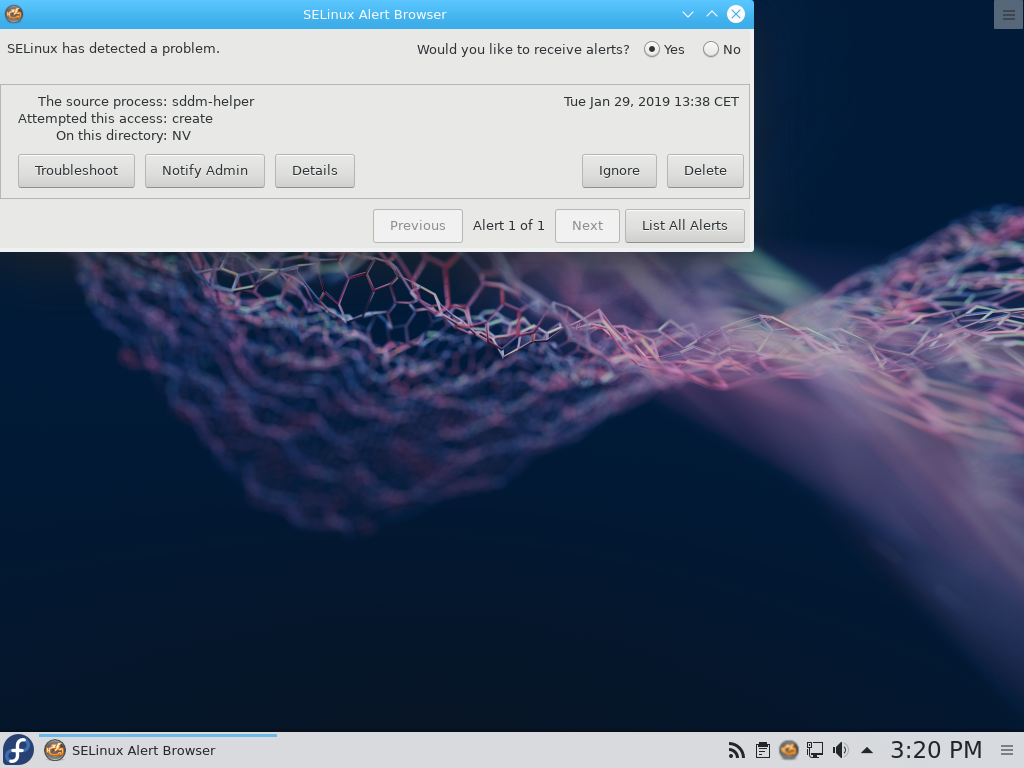 SELinux Alert Browser
SELinux has detected a problem.
Would you like to receive alerts? Yes No
The source process: sddm-helper
Tue Jan 29, 2019 13:38 CET
Attempted this access: create
On this directory: NV
Troubleshoot Notify Admin Details Ignore Delete
Previous Alert 1 of 1 Next List All Alerts
SELinux Alert Browser
3:20 PM